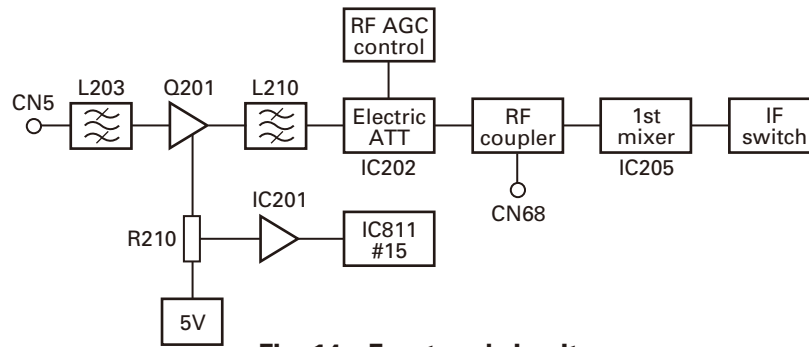 RF AGC
control
CN5
L203
Q201
L210
Electric
ATT
IC202
RF
coupler
CN68
1st
mixer
IC205
IF
switch
R210
IC201
IC811
#15
5V